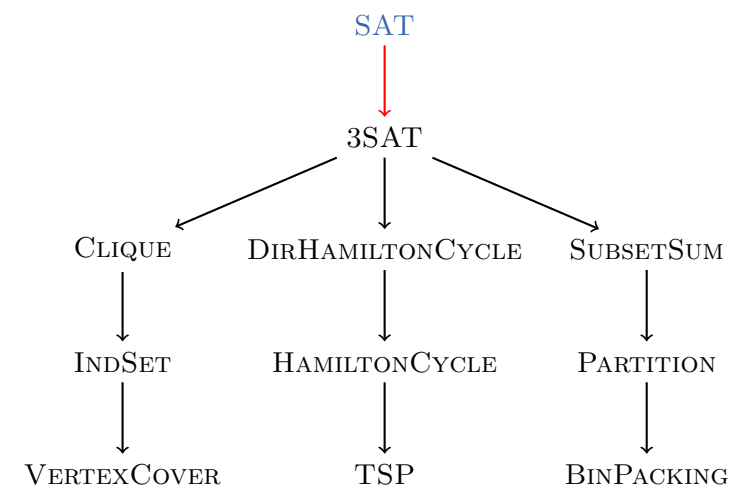 SAT
3SAT
CLIQUE DIRHAMILTONCYCLE SUBSETSUM
INDSET HAMILTONCYCLE PARTITION
VERTEXCOVER TSP BINPACKING